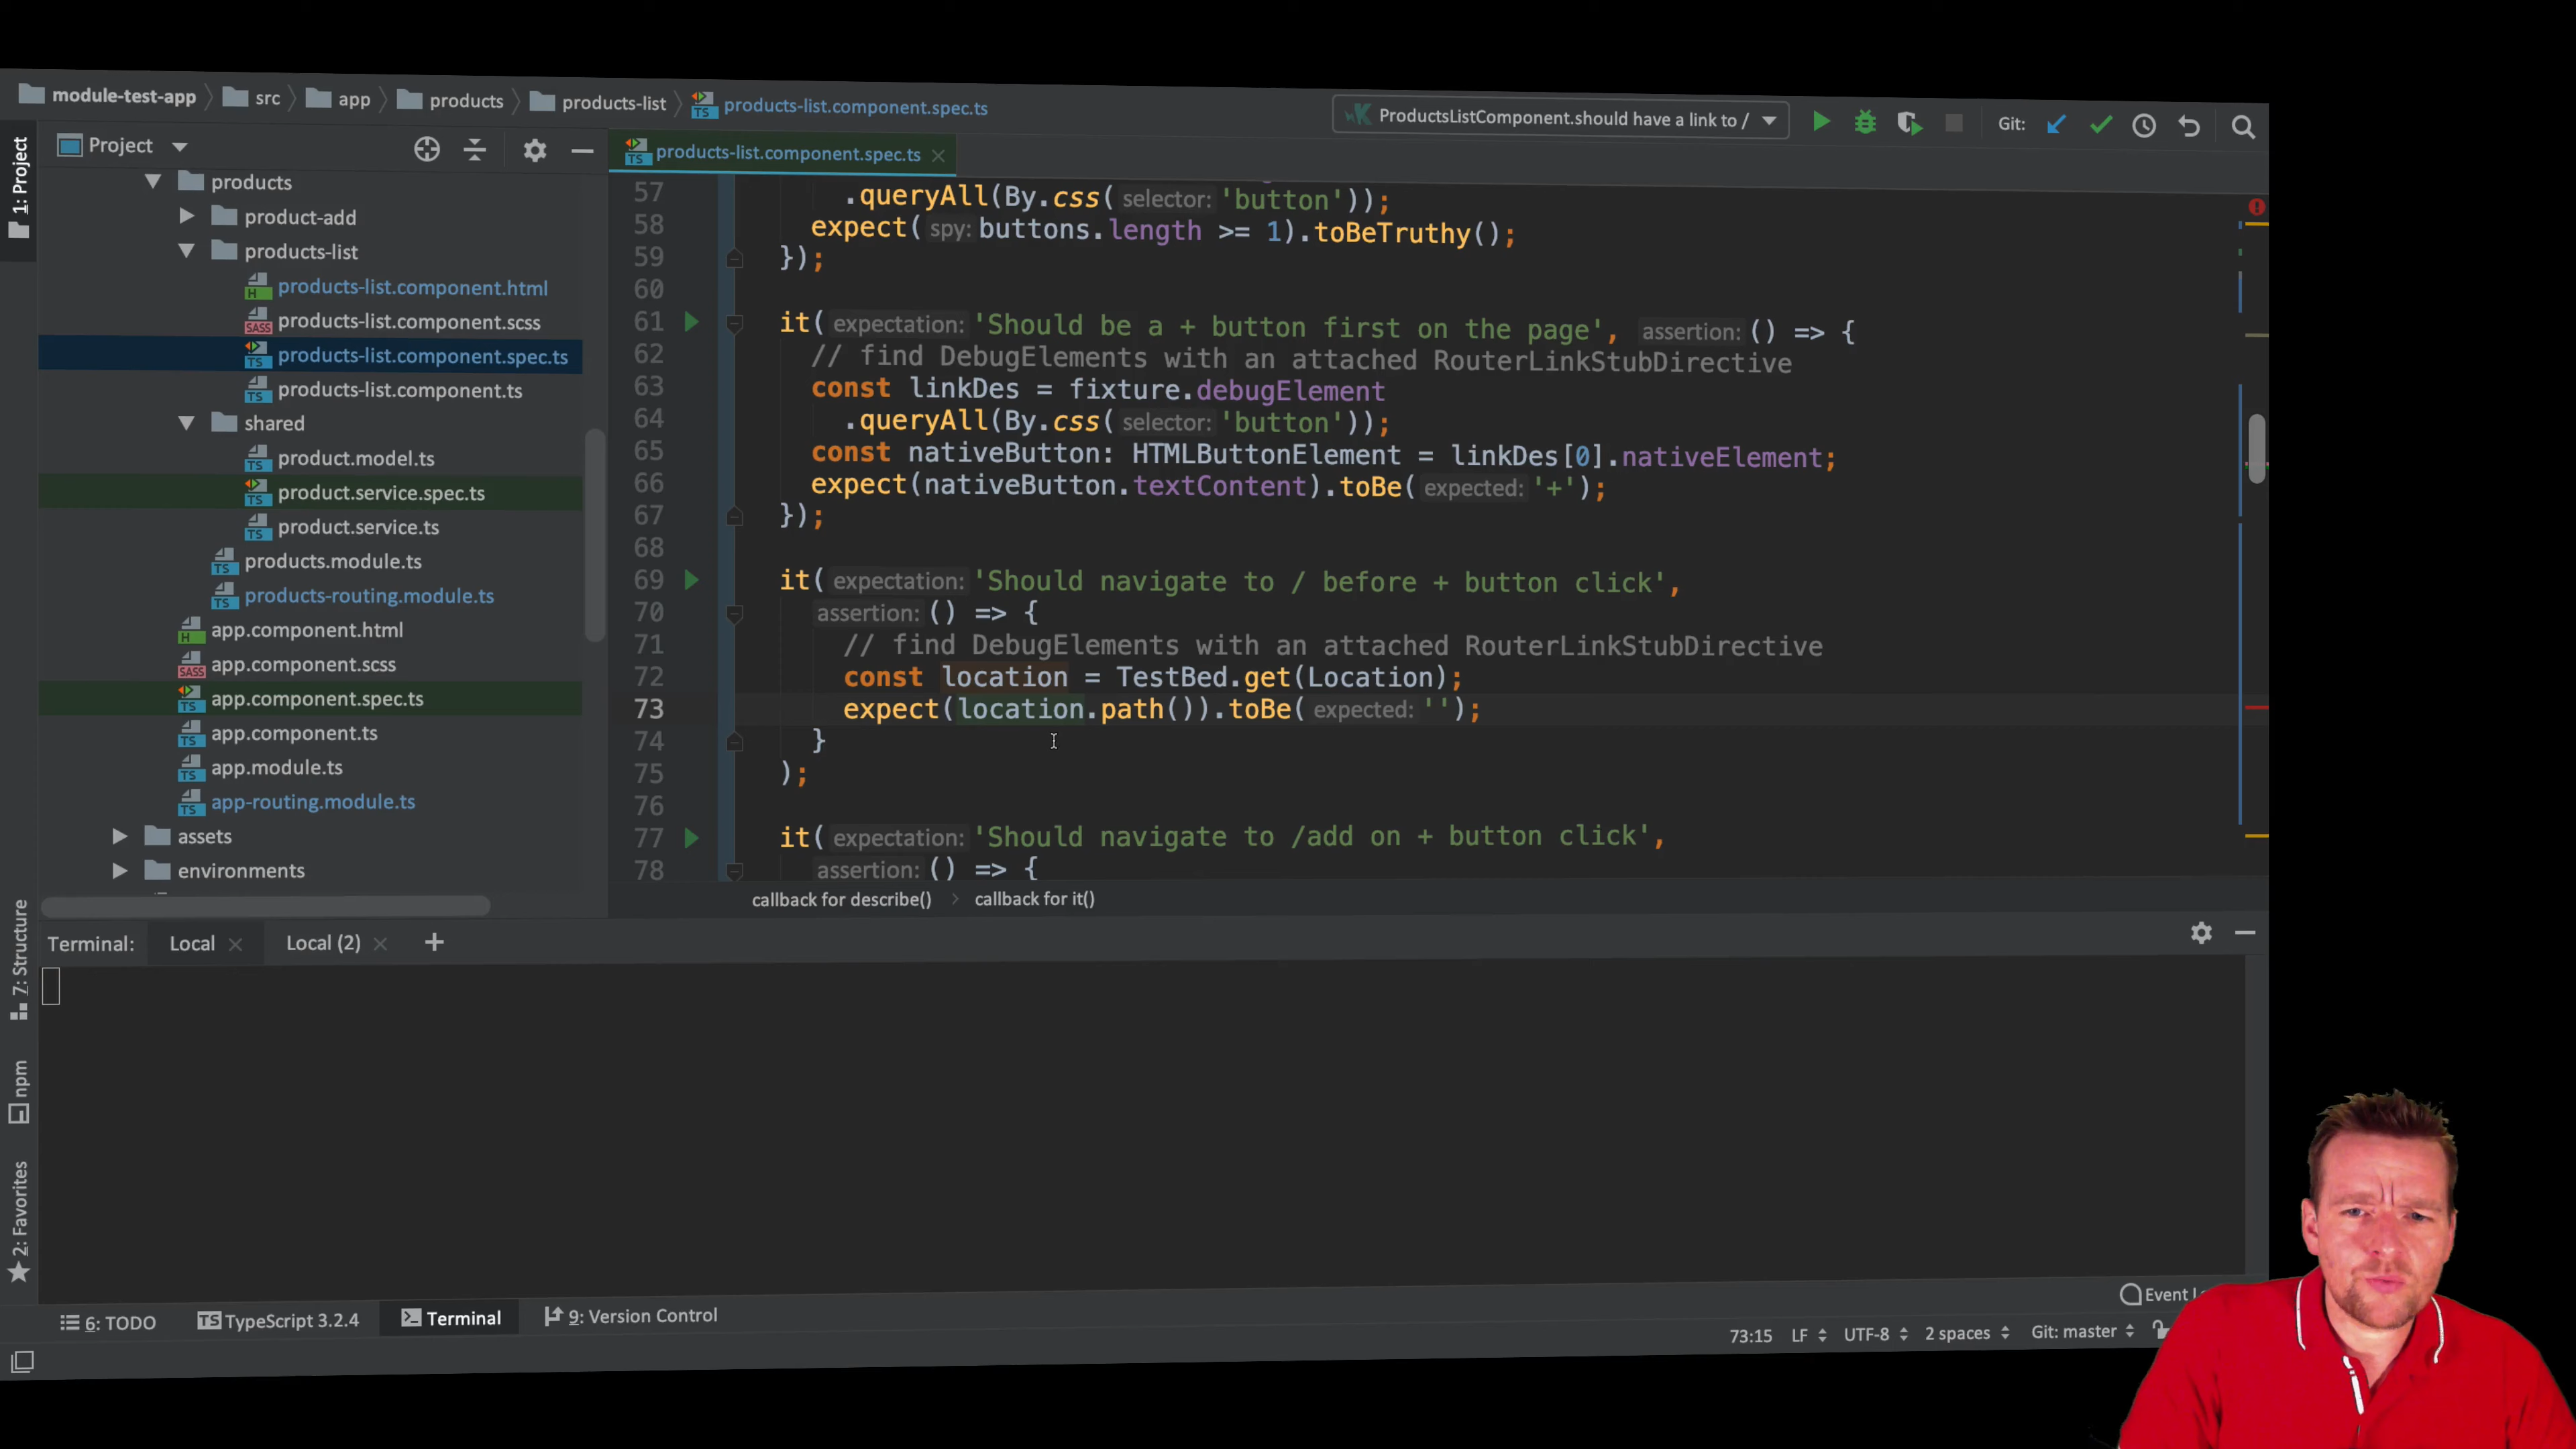 module-test-app src app products products-list products-list.component.spec.ts
ProductsListComponent.should have a link to /
Git:
1: Project
Project
products-list.component.spec.ts
products
product-add
products-list
products-list.component.html
products-list.component.scss
products-list.component.spec.ts
products-list.component.ts
shared
product.model.ts
product.service.spec.ts
product.service.ts
products.module.ts
products-routing.module.ts
app.component.html
app.component.scss
app.component.spec.ts
app.component.ts
app.module.ts
app-routing.module.ts
assets
environments
57 .queryAll(By.css( selector: 'button'));
58 expect( spy: buttons.length >= 1).toBeTruthy();
59 });
60
61 it( expectation: 'Should be a + button first on the page', assertion: () => {
62 // find DebugElements with an attached RouterLinkStubDirective
63 const linkDes = fixture.debugElement
64 .queryAll(By.css( selector: 'button'));
65 const nativeButton: HTMLButtonElement = linkDes[0].nativeElement;
66 expect(nativeButton.textContent).toBe( expected: '+');
67 });
68
69 it( expectation: 'Should navigate to / before + button click',
70 assertion: () => {
71 // find DebugElements with an attached RouterLinkStubDirective
72 const location = TestBed.get(Location);
73 expect(location.path()).toBe( expected: '');
74 }
75 );
76
77 it( expectation: 'Should navigate to /add on + button click',
78 assertion: () => {
callback for describe() callback for it()
7: Structure
npm
2: Favorites
Terminal: Local Local (2)
6: TODO TypeScript 3.2.4 Terminal 9: Version Control
Event
73:15 LF UTF-8 2 spaces Git: master